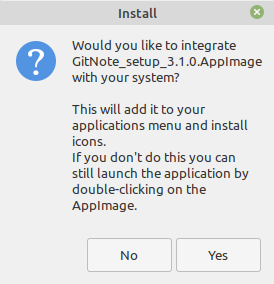 Install
Would you like to integrate
GitNote_setup_3.1.0.AppImage
with your system?
This will add it to your
applications menu and install
icons.
If you don't do this you can
still launch the application by
double-clicking on the
AppImage.
No
Yes